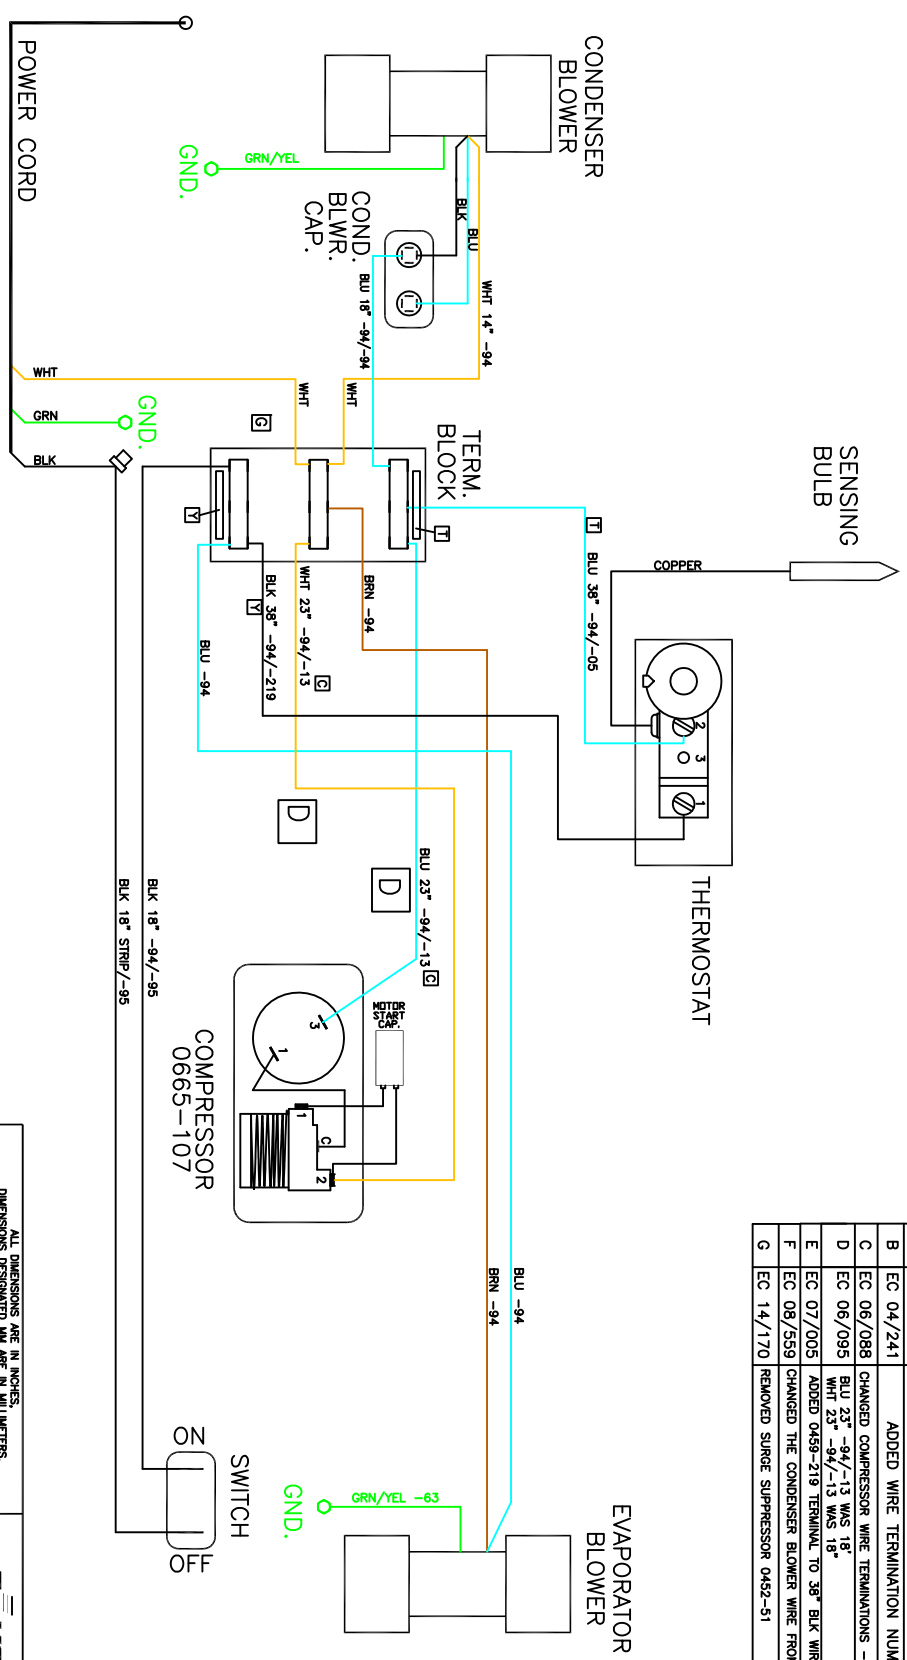 POWER CORD
CONDENSER
BLOWER
GND.
GRN/YEL
COND.
BLWR.
CAP.
BLK
BLU
WHT 14" -94
BLU 18" -94/-94
WHT
WHT
WHT
GRN
GND.
BLK
G
TERM.
BLOCK
Y
T
T
SENSING
BULB
COPPER
BLU 38" -94/-05
BRN -94
WHT 23" -94/-13
C
BLK 38" -94/-219
Y
BLU -94
2
3
1
THERMOSTAT
D
D
BLU 23" -94/-13
C
BLK 18" -94/-95
BLK 18" STRIP/-95
MOTOR
START
CAP.
3
1
1
C
2
COMPRESSOR
0665-107
BLU -94
BRN -94
ON
SWITCH
OFF
GND.
GRN/YEL -63
EVAPORATOR
BLOWER
B EC 04/241 ADDED WIRE TERMINATION NUM
C EC 06/088 CHANGED COMPRESSOR WIRE TERMINATIONS -
D EC 06/095 BLU 23" -94/-13 WAS 18'
WHT 23" -94/-13 WAS 18"
E EC 07/005 ADDED 0459-219 TERMINAL TO 38" BLK WIR
F EC 08/559 CHANGED THE CONDENSER BLOWER WIRE FRO
G EC 14/170 REMOVED SURGE SUPPRESSOR 0452-51
ALL DIMENSIONS ARE IN INCHES,
DIMENSIONS DESIGNATED MM ARE IN MILLIMETERS.